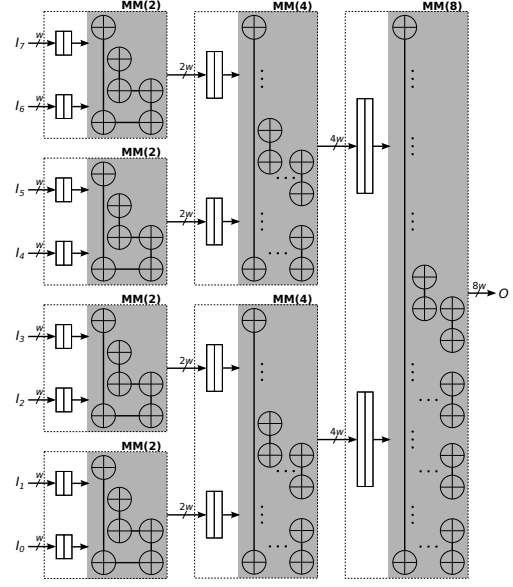 MM(2) MM(4) MM(8)
I7 w
2w
I6 w
4w
MM(2)
I5 w
2w
I4 w
8w O
MM(2) MM(4)
I3 w
2w
I2 w
4w
MM(2)
I1 w
2w
I0 w